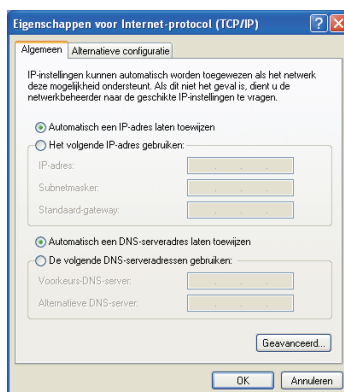 Eigenschappen voor Internet-protocol (TCP/IP)
Algemeen Alternatieve configuratie
IP-instellingen kunnen automatisch worden toegewezen als het netwerk
deze mogelijkheid ondersteunt. Als dit niet het geval is, dient u de
netwerkbeheerder naar de geschikte IP-instellingen te vragen.
Automatisch een IP-adres laten toewijzen
Het volgende IP-adres gebruiken:
IP-adres:
Subnetmasker:
Standaard-gateway:
Automatisch een DNS-serveradres laten toewijzen
De volgende DNS-serveradressen gebruiken:
Voorkeurs-DNS-server:
Alternatieve DNS-server:
Geavanceerd...
OK Annuleren